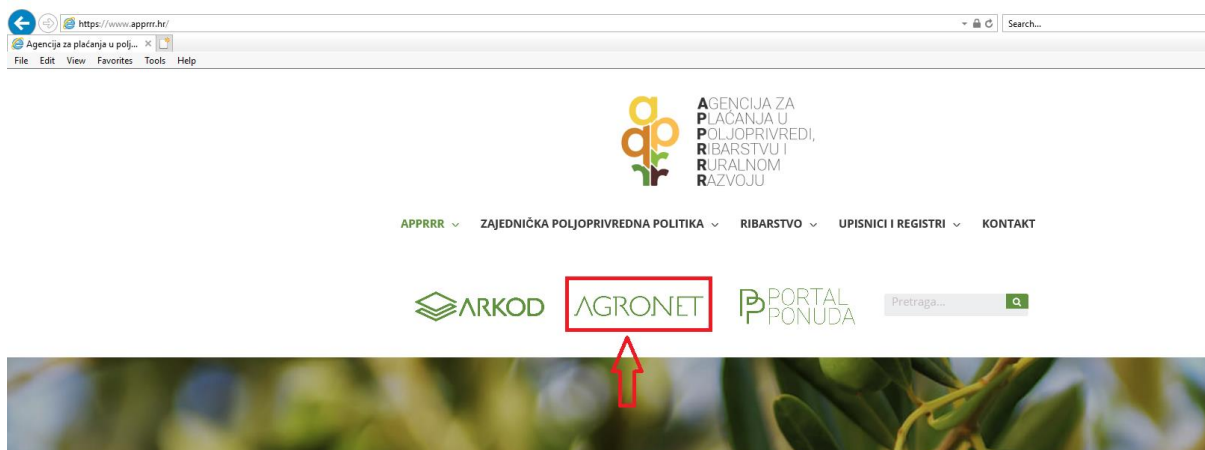 https://www.apprrr.hr/
Search...
Agencija za plaćanja u polj...
File Edit View Favorites Tools Help
AGENCIJA ZA
PLAĆANJA U
POLJOPRIVREDI,
RIBARSTVU I
RURALNOM
RAZVOJU
APPRRR ZAJEDNIČKA POLJOPRIVREDNA POLITIKA RIBARSTVO UPISNICI I REGISTRI KONTAKT
ARKOD AGRONET PORTAL
PONUDA
Pretraga...